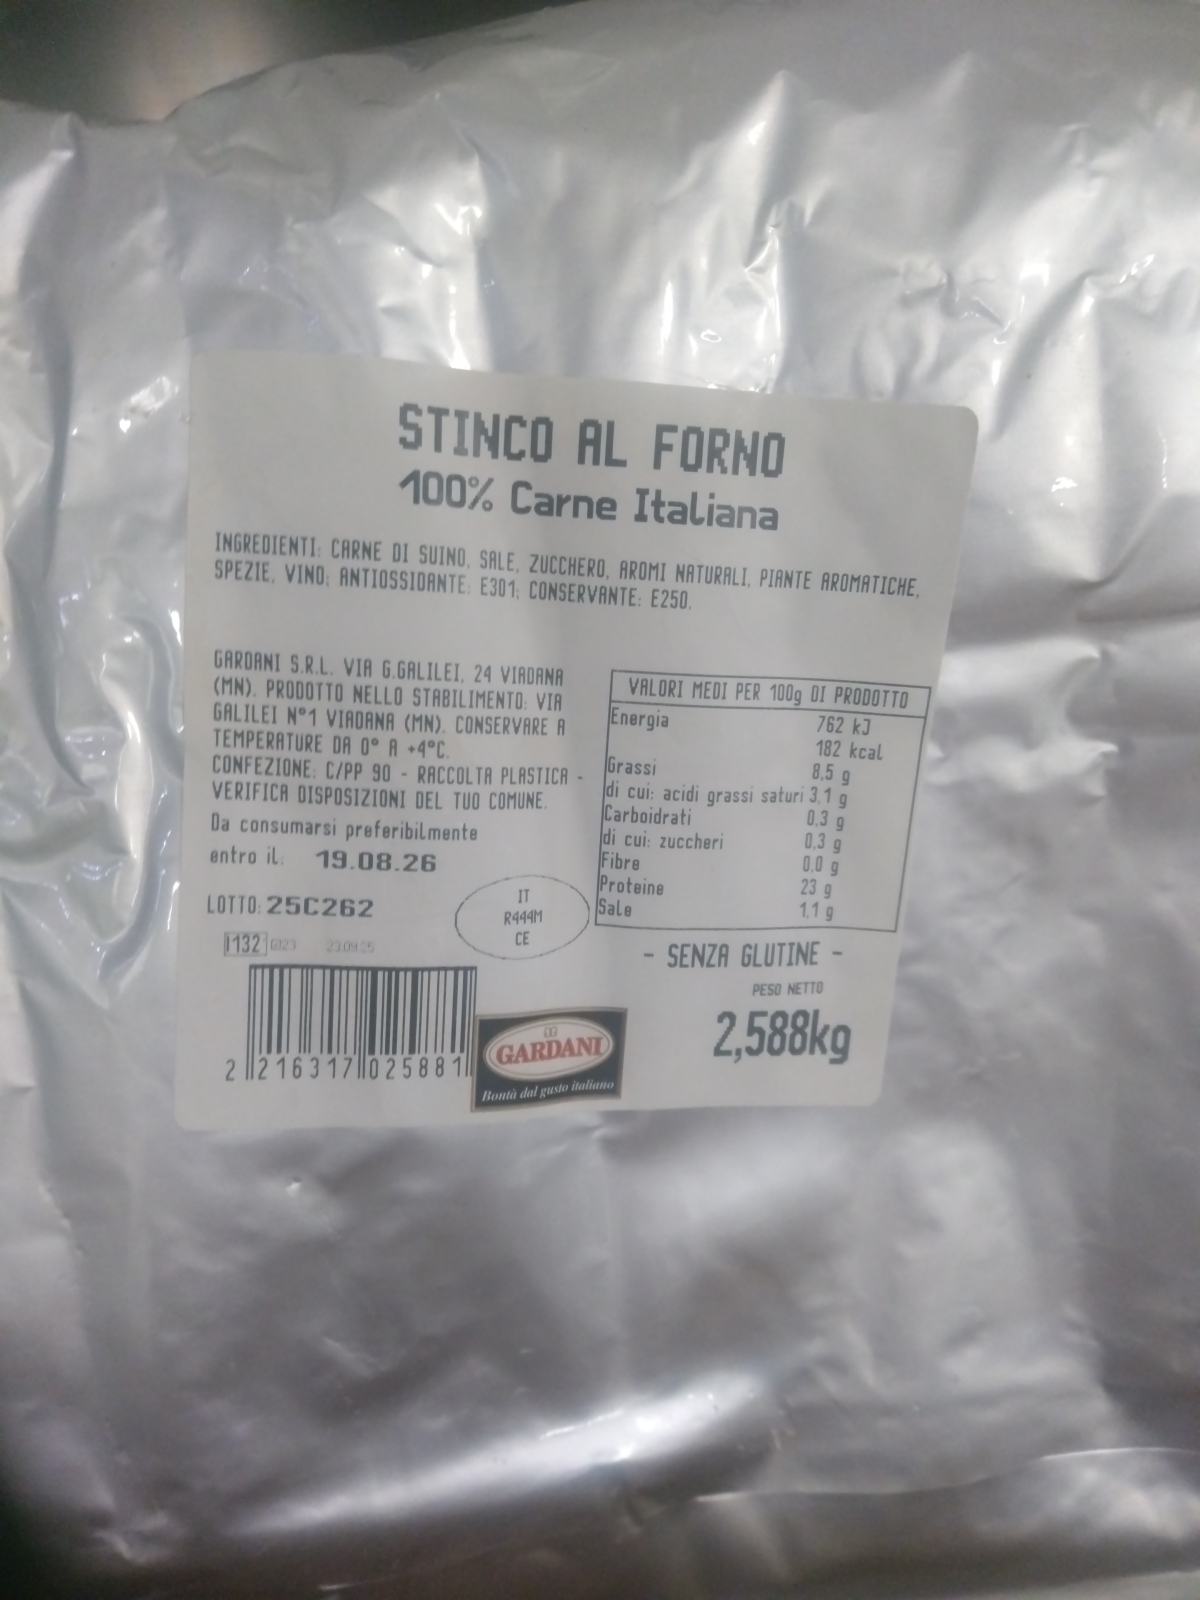 STINCO AL FORNO
100% Carne Italiana
INGREDIENTI: CARNE DI SUINO, SALE, ZUCCHERO, AROMI NATURALI, PIANTE AROMATICHE,
SPEZIE, VINO; ANTIOSSIDANTE: E301; CONSERVANTE: E250.
GARDANI S.R.L. VIA G.GALILEI, 24 VIADANA
(MN). PRODOTTO NELLO STABILIMENTO: VIA
GALILEI N°1 VIADANA (MN). CONSERVARE A
TEMPERATURE DA 0° A +4°C.
CONFEZIONE: C/PP 90 - RACCOLTA PLASTICA -
VERIFICA DISPOSIZIONI DEL TUO COMUNE.
Da consumarsi preferibilmente
entro il: 19.08.26
LOTTO: 25C262
1132 23.09.25
IT
R444M
CE
VALORI MEDI PER 100g DI PRODOTTO
Energia 762 kJ
182 kcal
Grassi 8,5 g
di cui: acidi grassi saturi 3,1 g
Carboidrati 0,3 g
di cui: zuccheri 0,3 g
Fibre 0,0 g
Proteine 23 g
Sale 1,1 g
- SENZA GLUTINE -
PESO NETTO
2,588kg
2 216317 025881
GARDANI
Bontà dal gusto italiano